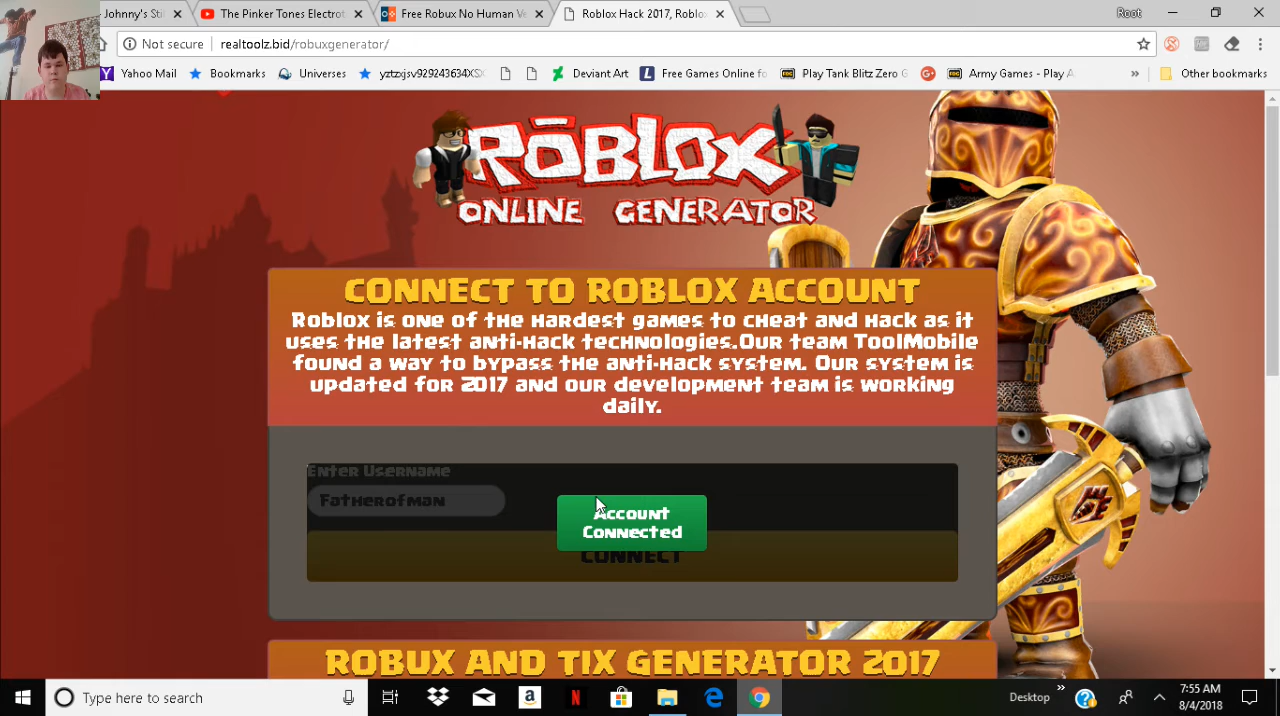 Johnny's Sti
The Pinker Tones Electrot
Free Robux No Human Ve
Roblox Hack 2017, Roblox
Root
Not secure
realtoolz.bid/robuxgenerator/
Yahoo Mail
Bookmarks
Universes
Deviant Art
Free Games Online fo
Play Tank Blitz Zero G
Army Games - Play A
Other bookmarks
RŌBLOX
ONLINE GENERATOR
CONNECT TO ROBLOX ACCOUNT
Roblox is one of the hardest games to cheat and hack as it
uses the latest anti-hack technologies.Our team ToolMobile
found a way to bypass the anti-hack system. Our system is
updated for 2017 and our development team is working
daily.
Enter Username
Fatherofman
Account
Connected
CONNECT
ROBUX AND TIX GENERATOR 2017
Type here to search
Desktop
7:55 AM
8/4/2018